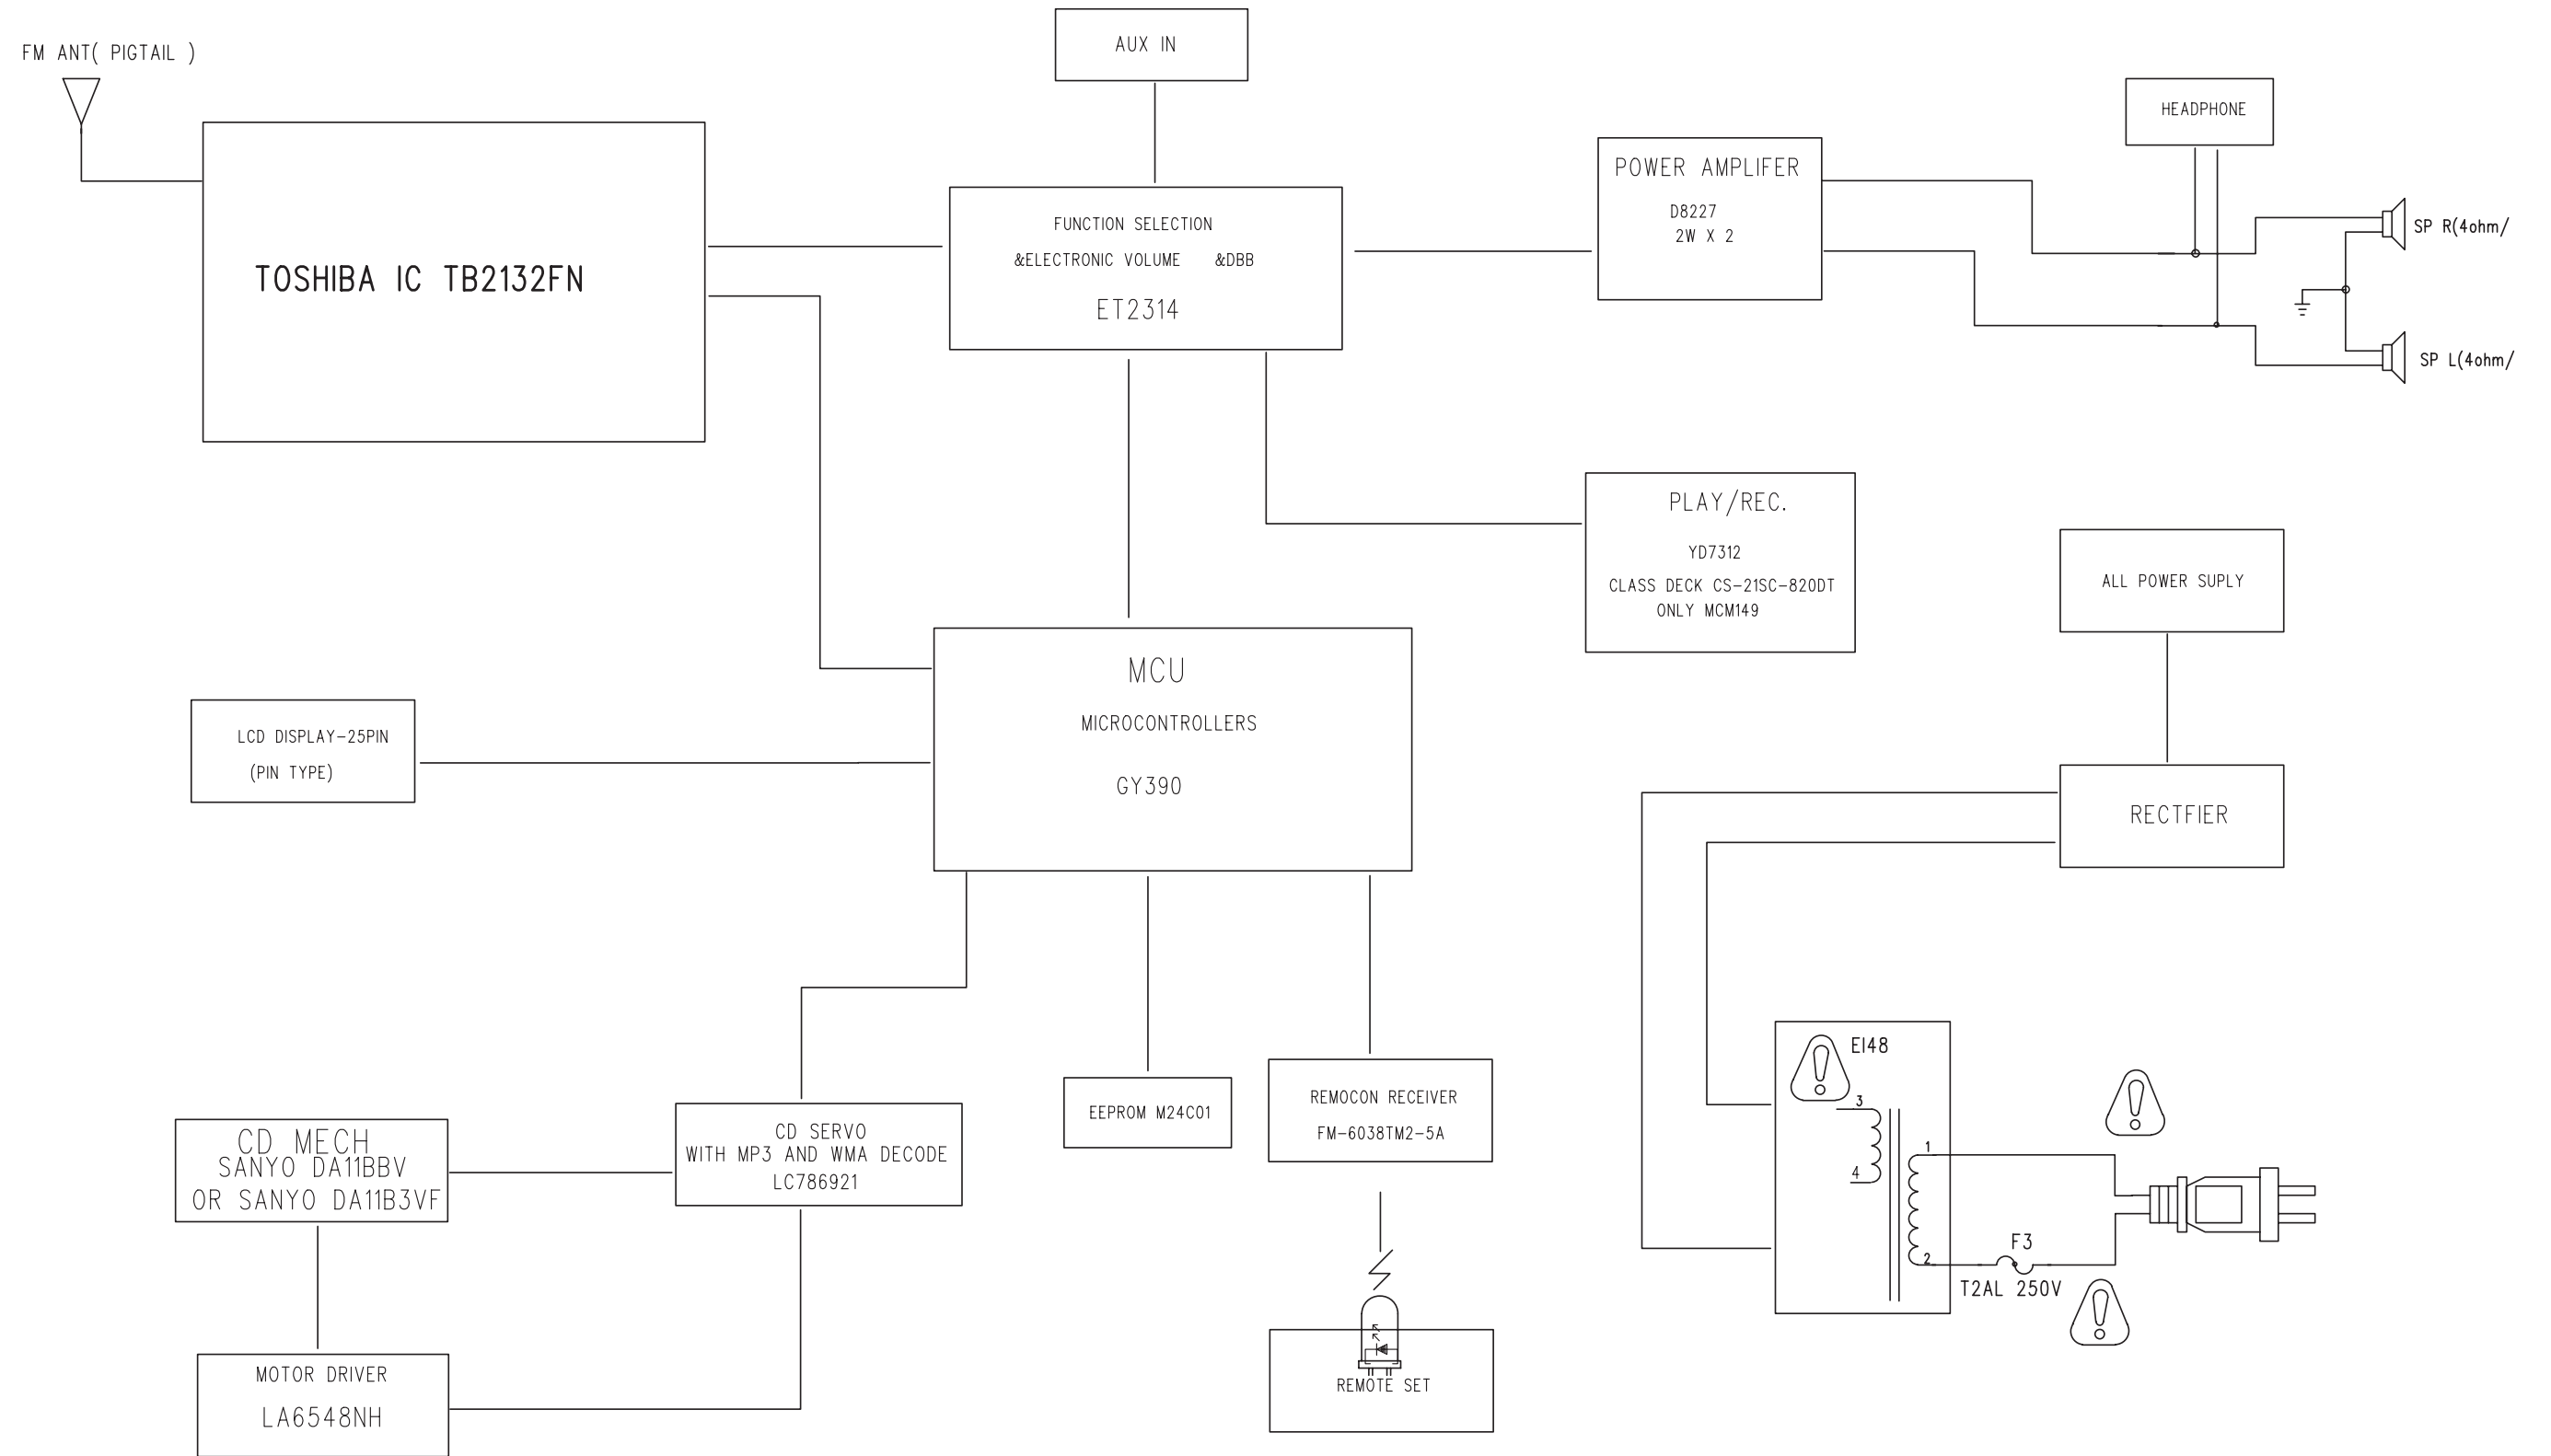 FM ANT( PIGTAIL )
AUX IN
HEADPHONE
TOSHIBA IC TB2132FN
FUNCTION SELECTION
&ELECTRONIC VOLUME &DBB
ET2314
POWER AMPLIFER
D8227
2W X 2
SP R(4ohm/
SP L(4ohm/
PLAY/REC.
YD7312
CLASS DECK CS-21SC-820DT
ONLY MCM149
ALL POWER SUPLY
MCU
MICROCONTROLLERS
GY390
LCD DISPLAY-25PIN
(PIN TYPE)
RECTFIER
CD MECH
SANYO DA11BBV
OR SANYO DA11B3VF
CD SERVO
WITH MP3 AND WMA DECODE
LC786921
EEPROM M24C01
REMOCON RECEIVER
FM-6038TM2-5A
EI48
3
4
1
2
F3
T2AL 250V
MOTOR DRIVER
LA6548NH
REMOTE SET